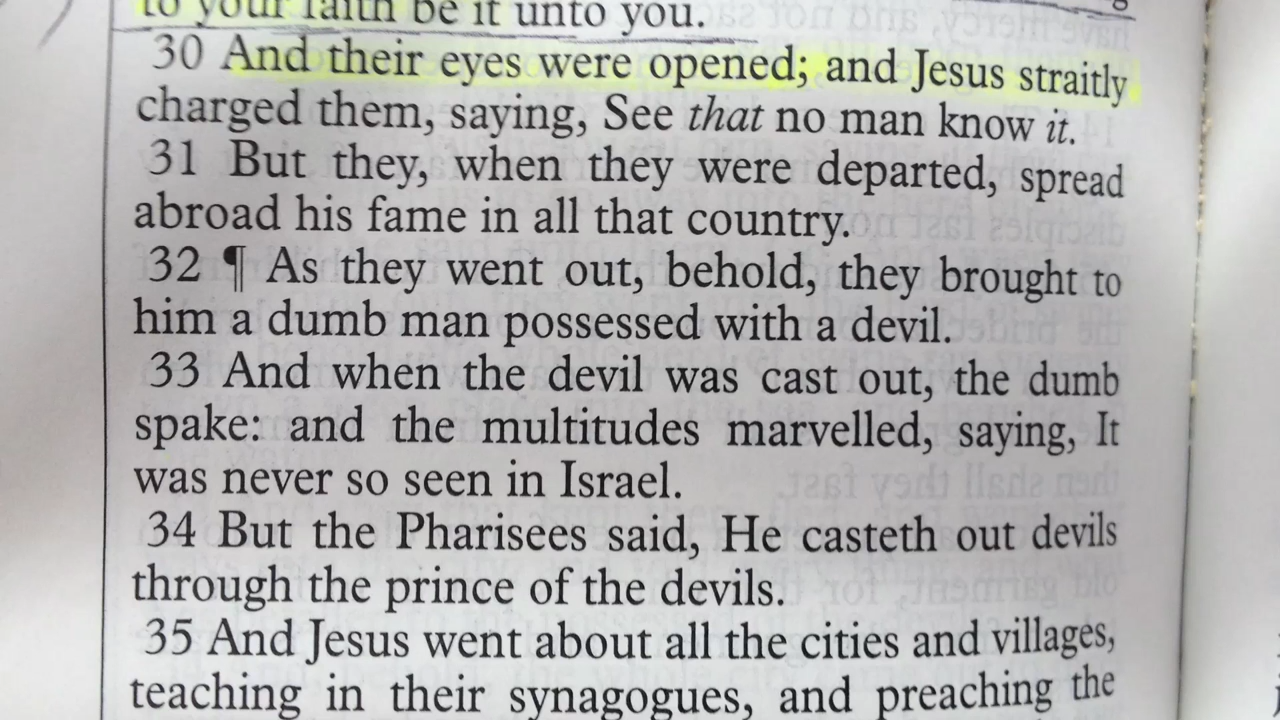 to your faith be it unto you.
30 And their eyes were opened; and Jesus straitly
charged them, saying, See that no man know it.
31 But they, when they were departed, spread
abroad his fame in all that country.
32 ¶ As they went out, behold, they brought to
him a dumb man possessed with a devil.
33 And when the devil was cast out, the dumb
spake: and the multitudes marvelled, saying, It
was never so seen in Israel.
34 But the Pharisees said, He casteth out devils
through the prince of the devils.
35 And Jesus went about all the cities and villages,
teaching in their synagogues, and preaching the